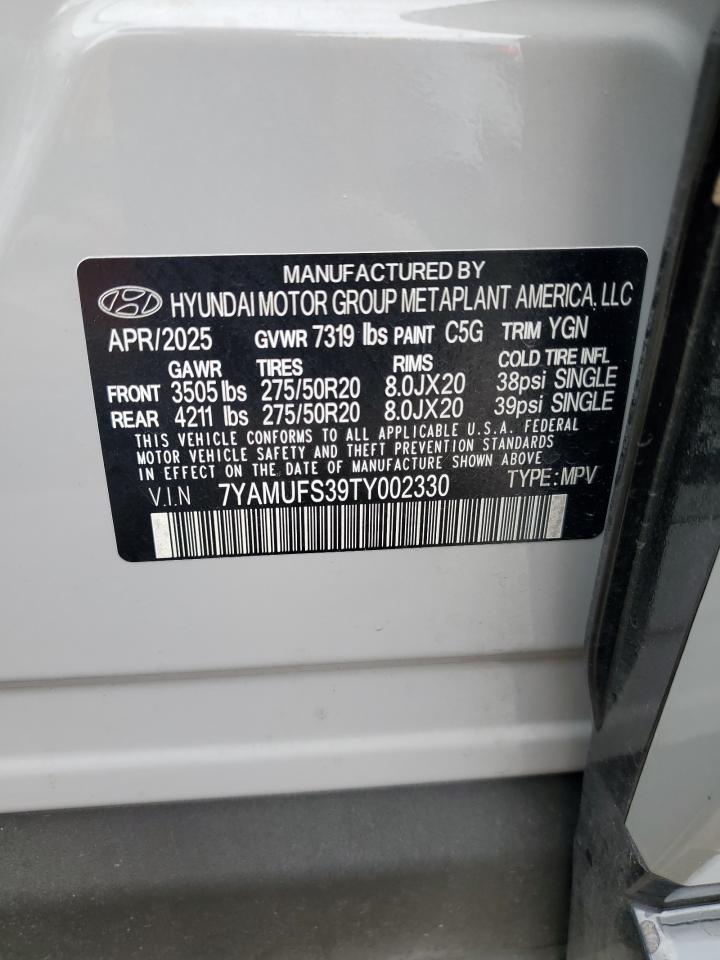 MANUFACTURED BY
HYUNDAI MOTOR GROUP METAPLANT AMERICA, LLC
APR/2025 GVWR 7319 lbs PAINT C5G TRIM YGN
GAWR TIRES RIMS COLD TIRE INFL
FRONT 3505 lbs 275/50R20 8.0JX20 38psi SINGLE
REAR 4211 lbs 275/50R20 8.0JX20 39psi SINGLE
THIS VEHICLE CONFORMS TO ALL APPLICABLE U.S.A. FEDERAL
MOTOR VEHICLE SAFETY AND THEFT PREVENTION STANDARDS
IN EFFECT ON THE DATE OF MANUFACTURE SHOWN ABOVE.
V.I.N 7YAMUFS39TY002330 TYPE: MPV